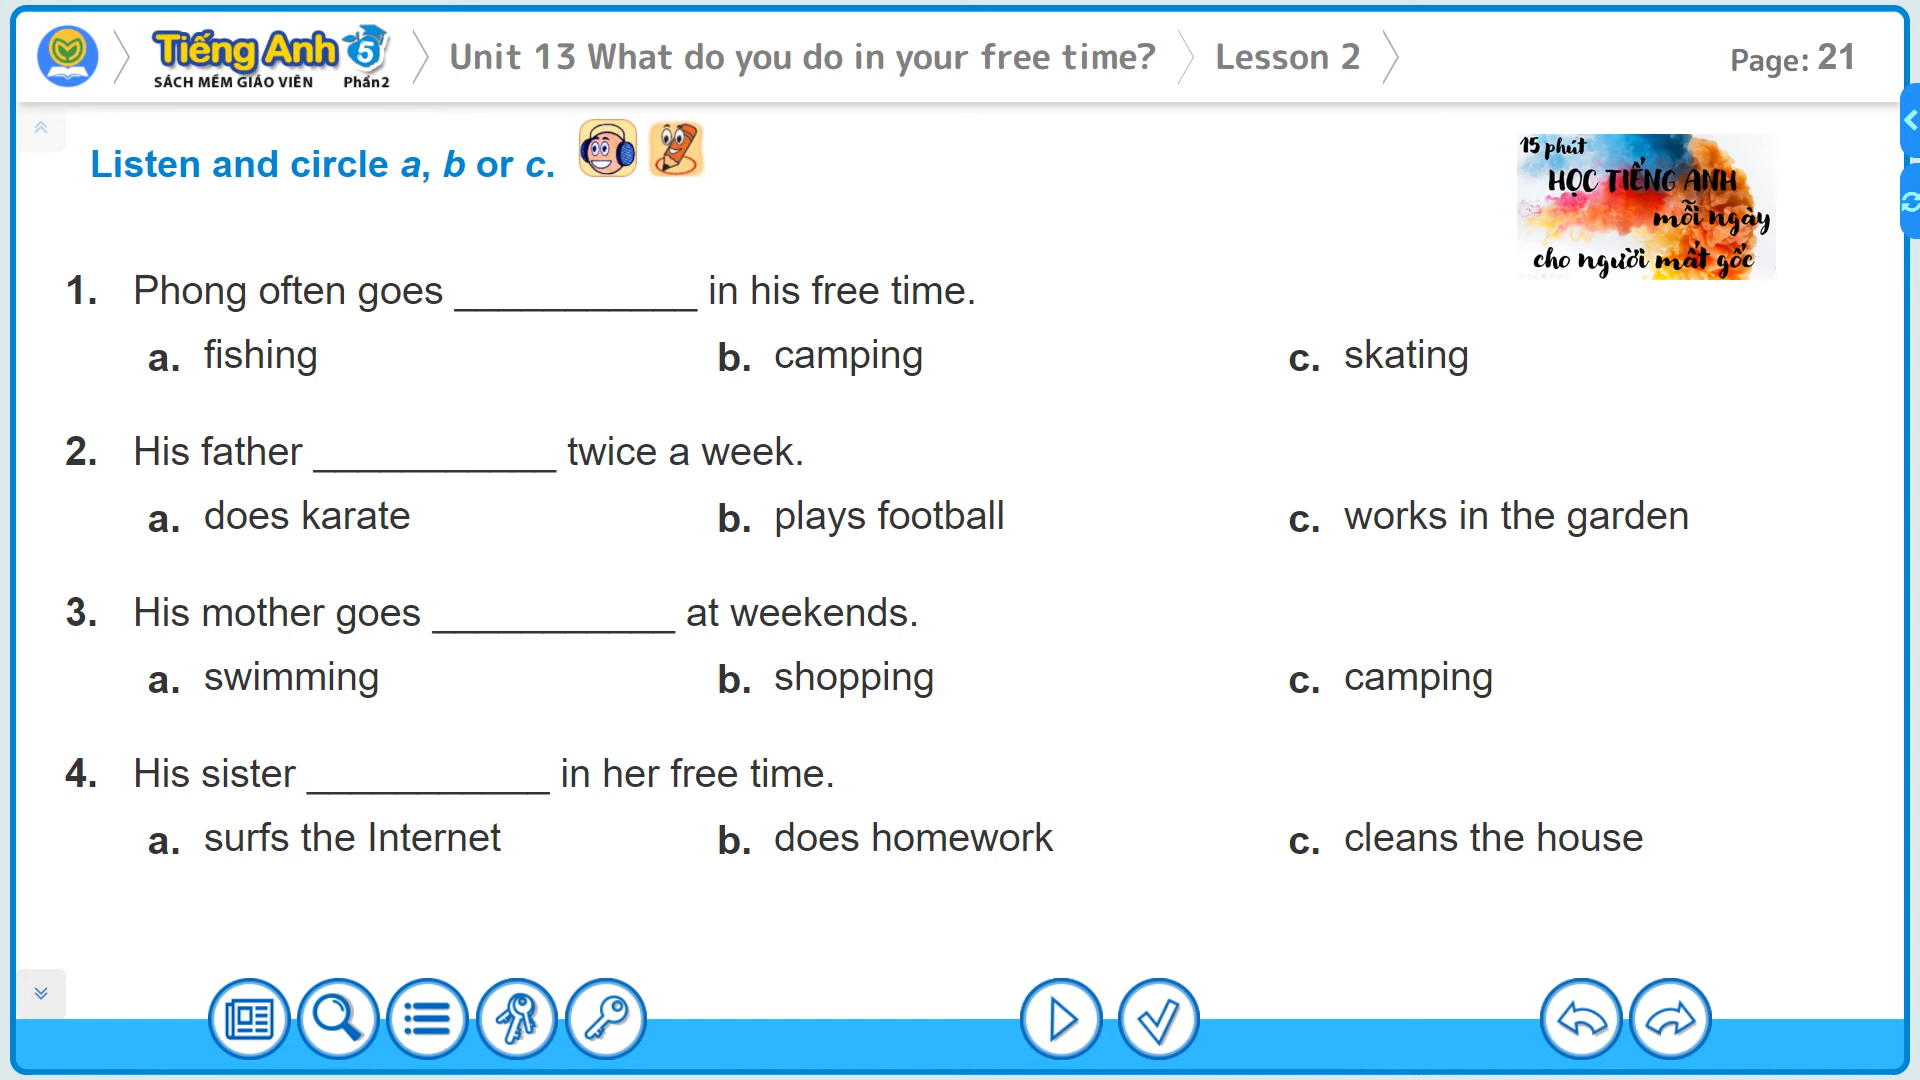 Tiếng Anh 5
SÁCH MỀM GIÁO VIÊN Phần 2
Unit 13 What do you do in your free time?
Lesson 2
Page: 21
Listen and circle a, b or c.
15 phút
HỌC TIẾNG ANH
mỗi ngày
cho người mất gốc
1. Phong often goes ___________ in his free time.
a. fishing b. camping c. skating
2. His father ___________ twice a week.
a. does karate b. plays football c. works in the garden
3. His mother goes ___________ at weekends.
a. swimming b. shopping c. camping
4. His sister ___________ in her free time.
a. surfs the Internet b. does homework c. cleans the house